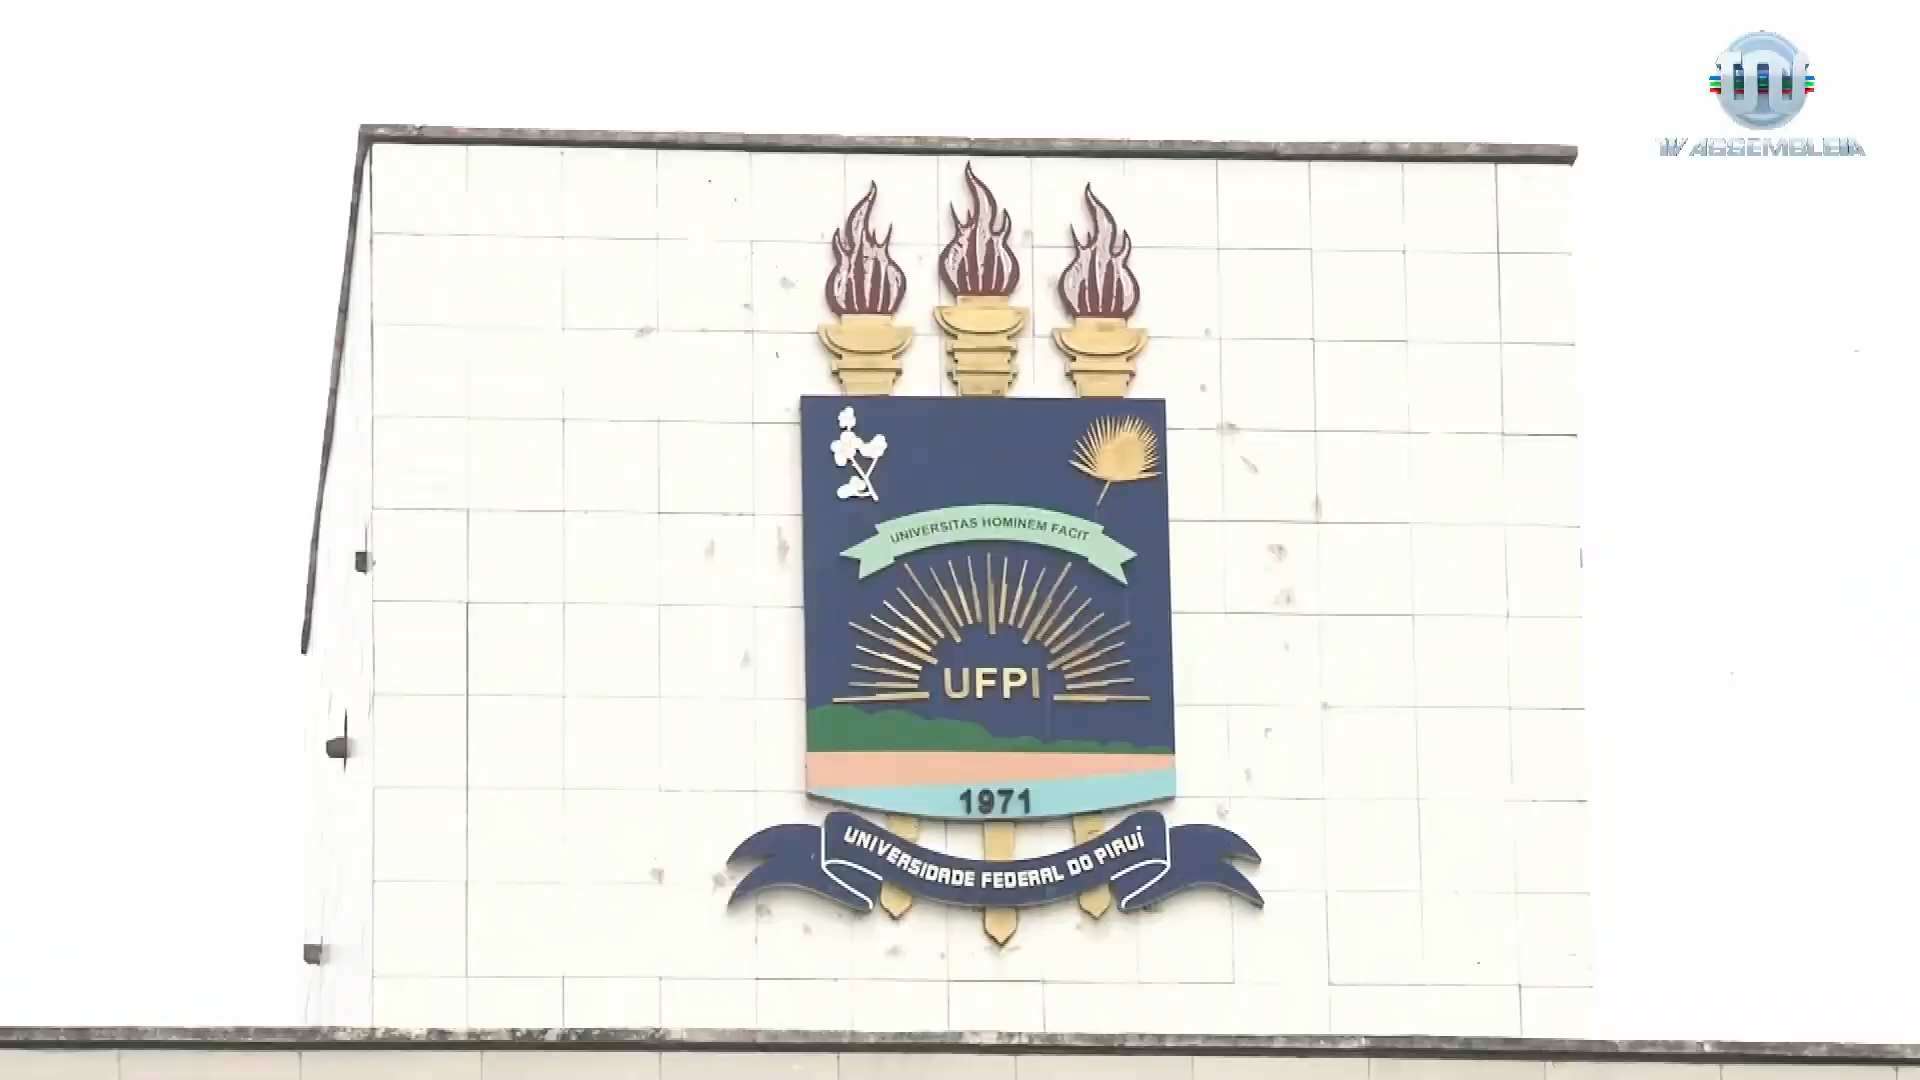 TV ASSEMBLEIA
UNIVERSITAS HOMINEM FACIT
UFPI
1971
UNIVERSIDADE FEDERAL DO PIAUÍ